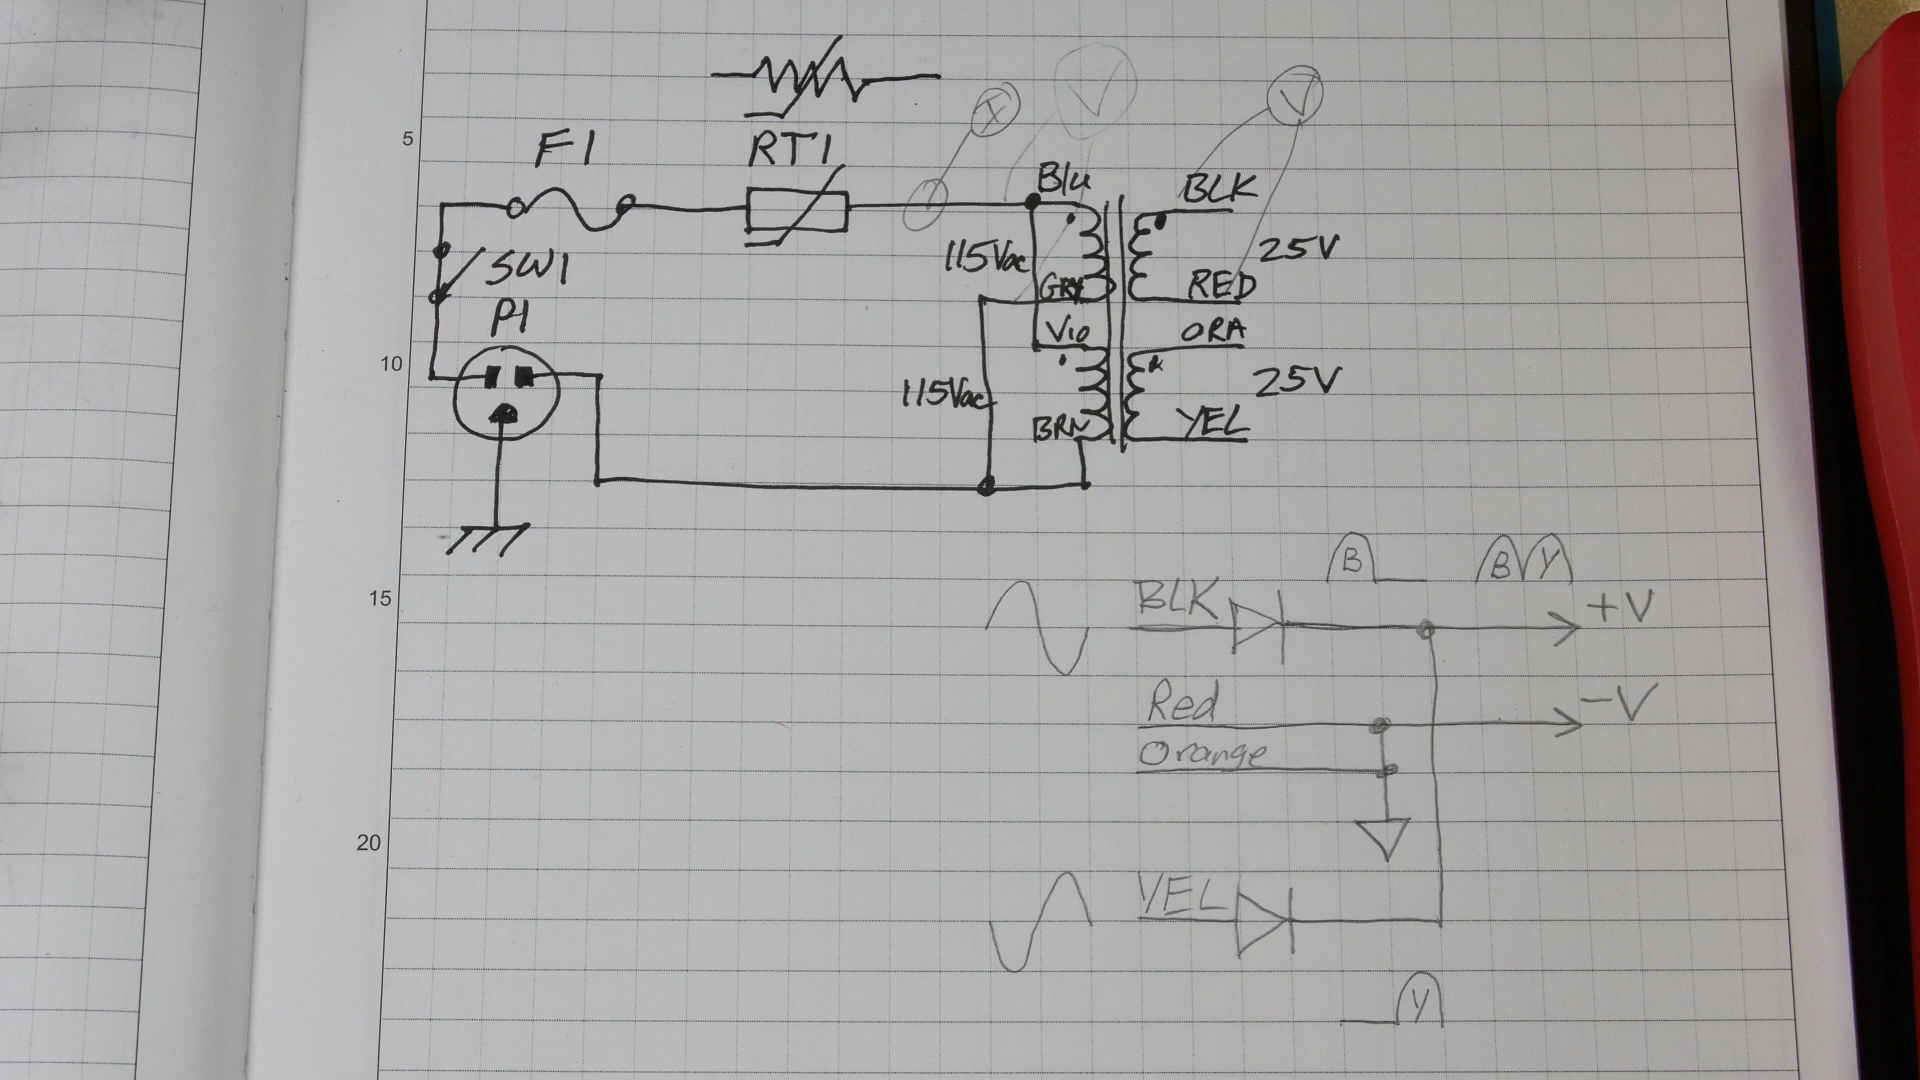 5
10
15
20
F1
RT1
SW1
P1
V
V
Blu
115Vac
GRY
Vio
115Vac
BRN
BLK
25V
RED
ORA
25V
YEL
B
B Y
BLK
+V
Red
-V
Orange
YEL
Y